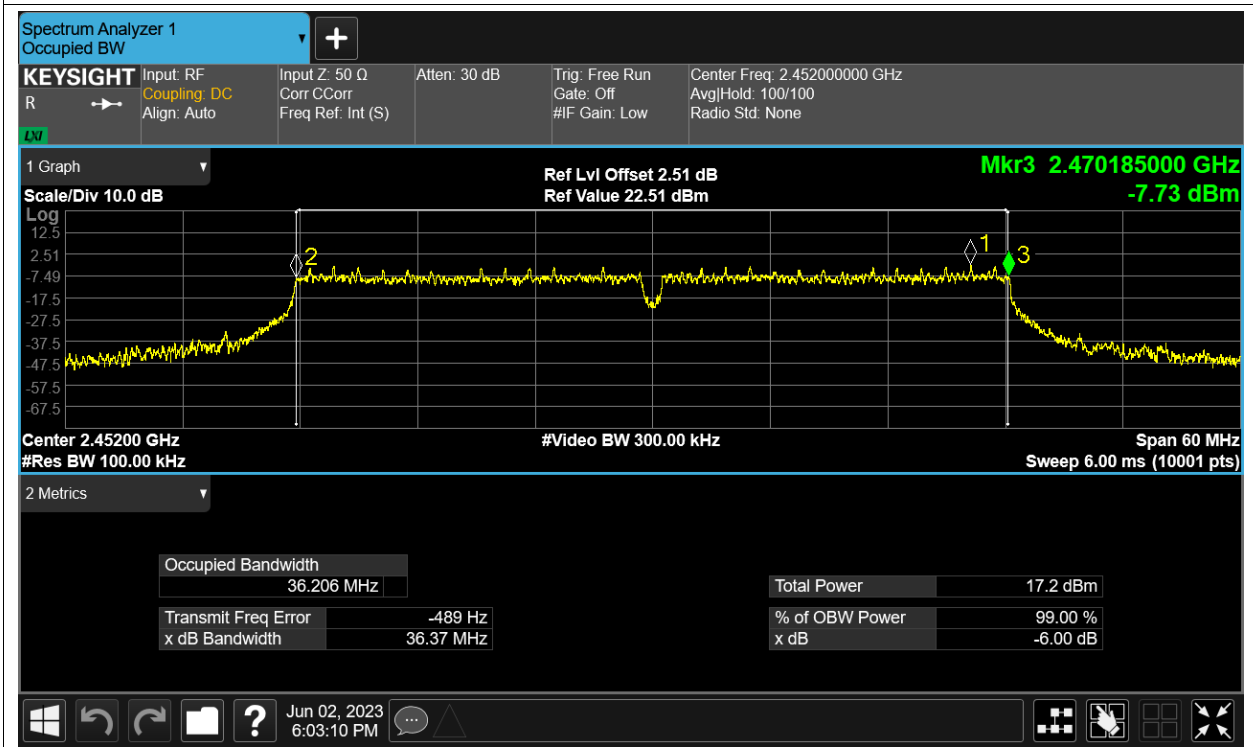 Spectrum Analyzer 1
Occupied BW
KEYSIGHT
R
LXI
Input: RF
Coupling: DC
Align: Auto
Input Z: 50 Ω
Corr CCorr
Freq Ref: Int (S)
Atten: 30 dB
Trig: Free Run
Gate: Off
#IF Gain: Low
Center Freq: 2.452000000 GHz
Avg|Hold: 100/100
Radio Std: None
1 Graph
Scale/Div 10.0 dB
Ref Lvl Offset 2.51 dB
Ref Value 22.51 dBm
Mkr3 2.470185000 GHz
-7.73 dBm
Log
12.5
2.51
-7.49
-17.5
-27.5
-37.5
-47.5
-57.5
-67.5
2
1
3
Center 2.45200 GHz
#Video BW 300.00 kHz
Span 60 MHz
#Res BW 100.00 kHz
Sweep 6.00 ms (10001 pts)
2 Metrics
Occupied Bandwidth
36.206 MHz
Total Power 17.2 dBm
Transmit Freq Error -489 Hz
% of OBW Power 99.00 %
x dB Bandwidth 36.37 MHz
x dB -6.00 dB
?
Jun 02, 2023
6:03:10 PM